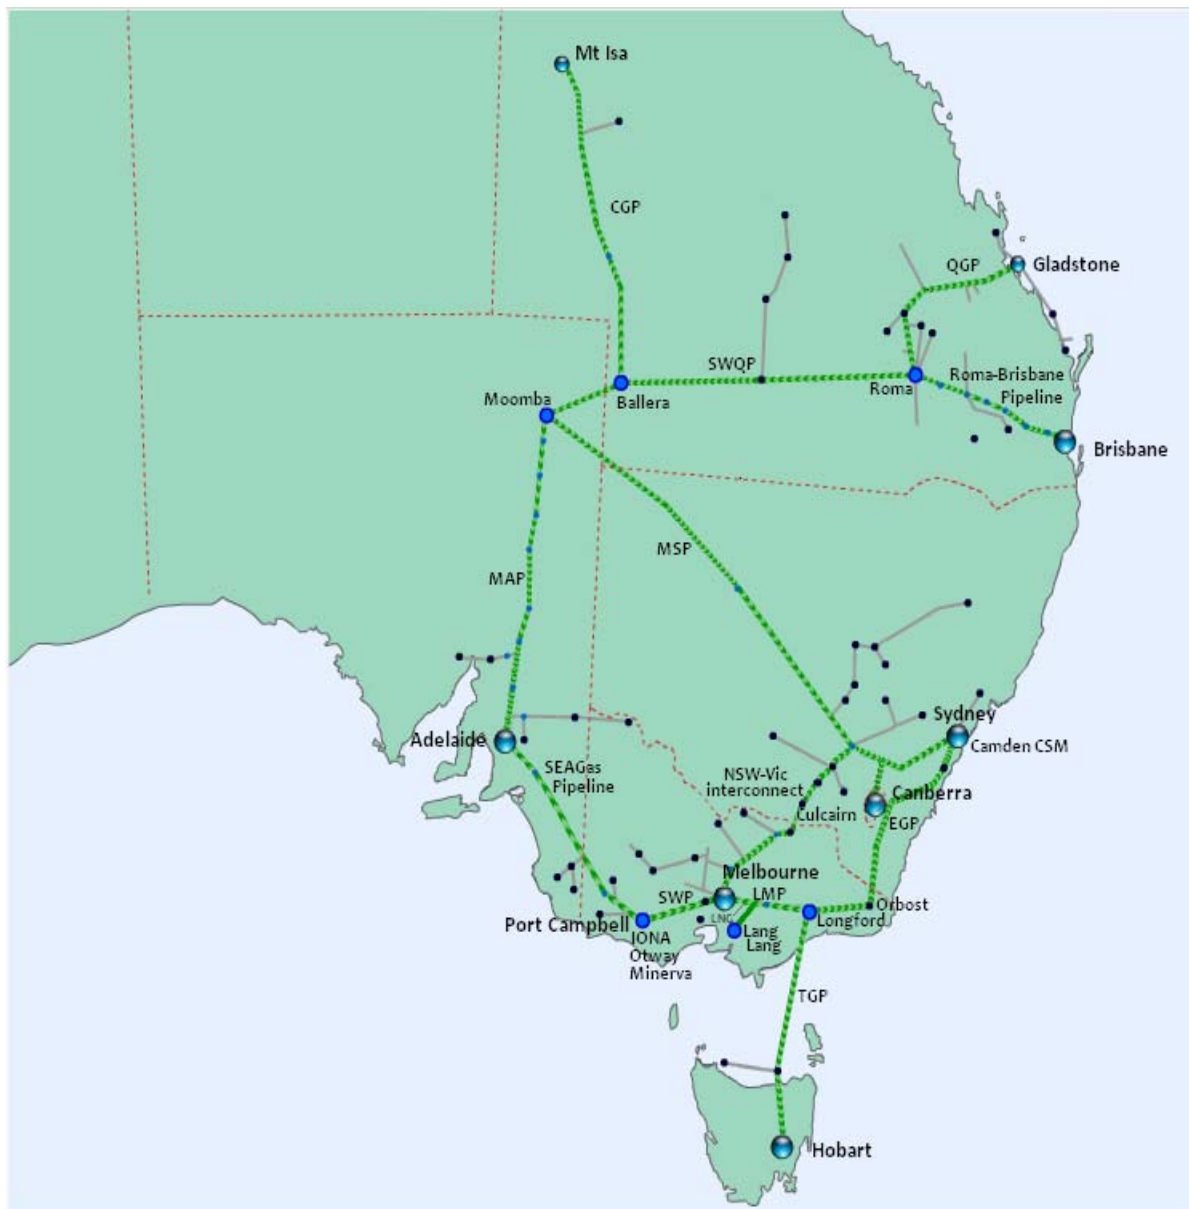 Mt Isa
CGP
QGP
Gladstone
SWQP
Roma
Roma-Brisbane
Pipeline
Moomba
Ballera
Brisbane
MSP
MAP
Sydney
Adelaide
Camden CSM
SEAGas
Pipeline
NSW-Vic
interconnect
Canberra
Culcairn
EGP
Melbourne
SWP
LMP
Orbost
LNG
Port Campbell
Longford
IONA
Otway
Minerva
Lang
Lang
TGP
Hobart